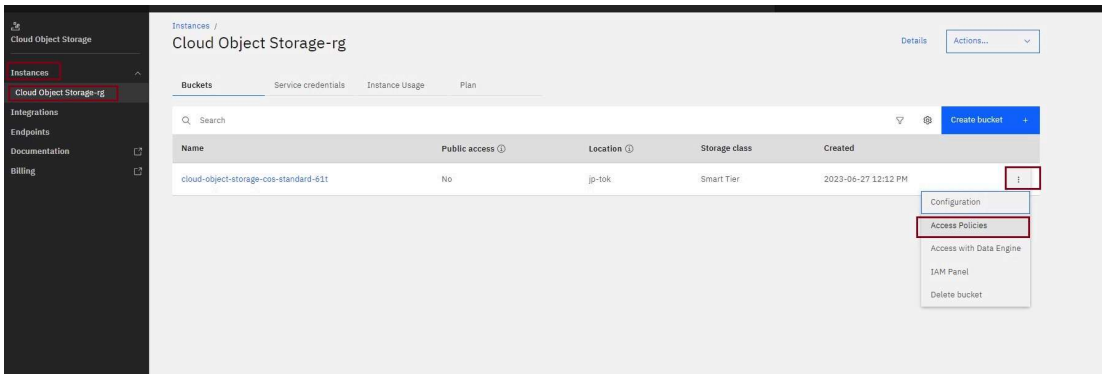 Cloud Object Storage
Instances
Cloud Object Storage-rg
Integrations
Endpoints
Documentation
Billing
Instances /
Cloud Object Storage-rg
Details
Actions...
Buckets Service credentials Instance Usage Plan
Search
Create bucket +
Name Public access Location Storage class Created
cloud-object-storage-cos-standard-61t No jp-tok Smart Tier 2023-06-27 12:12 PM
Configuration
Access Policies
Access with Data Engine
IAM Panel
Delete bucket